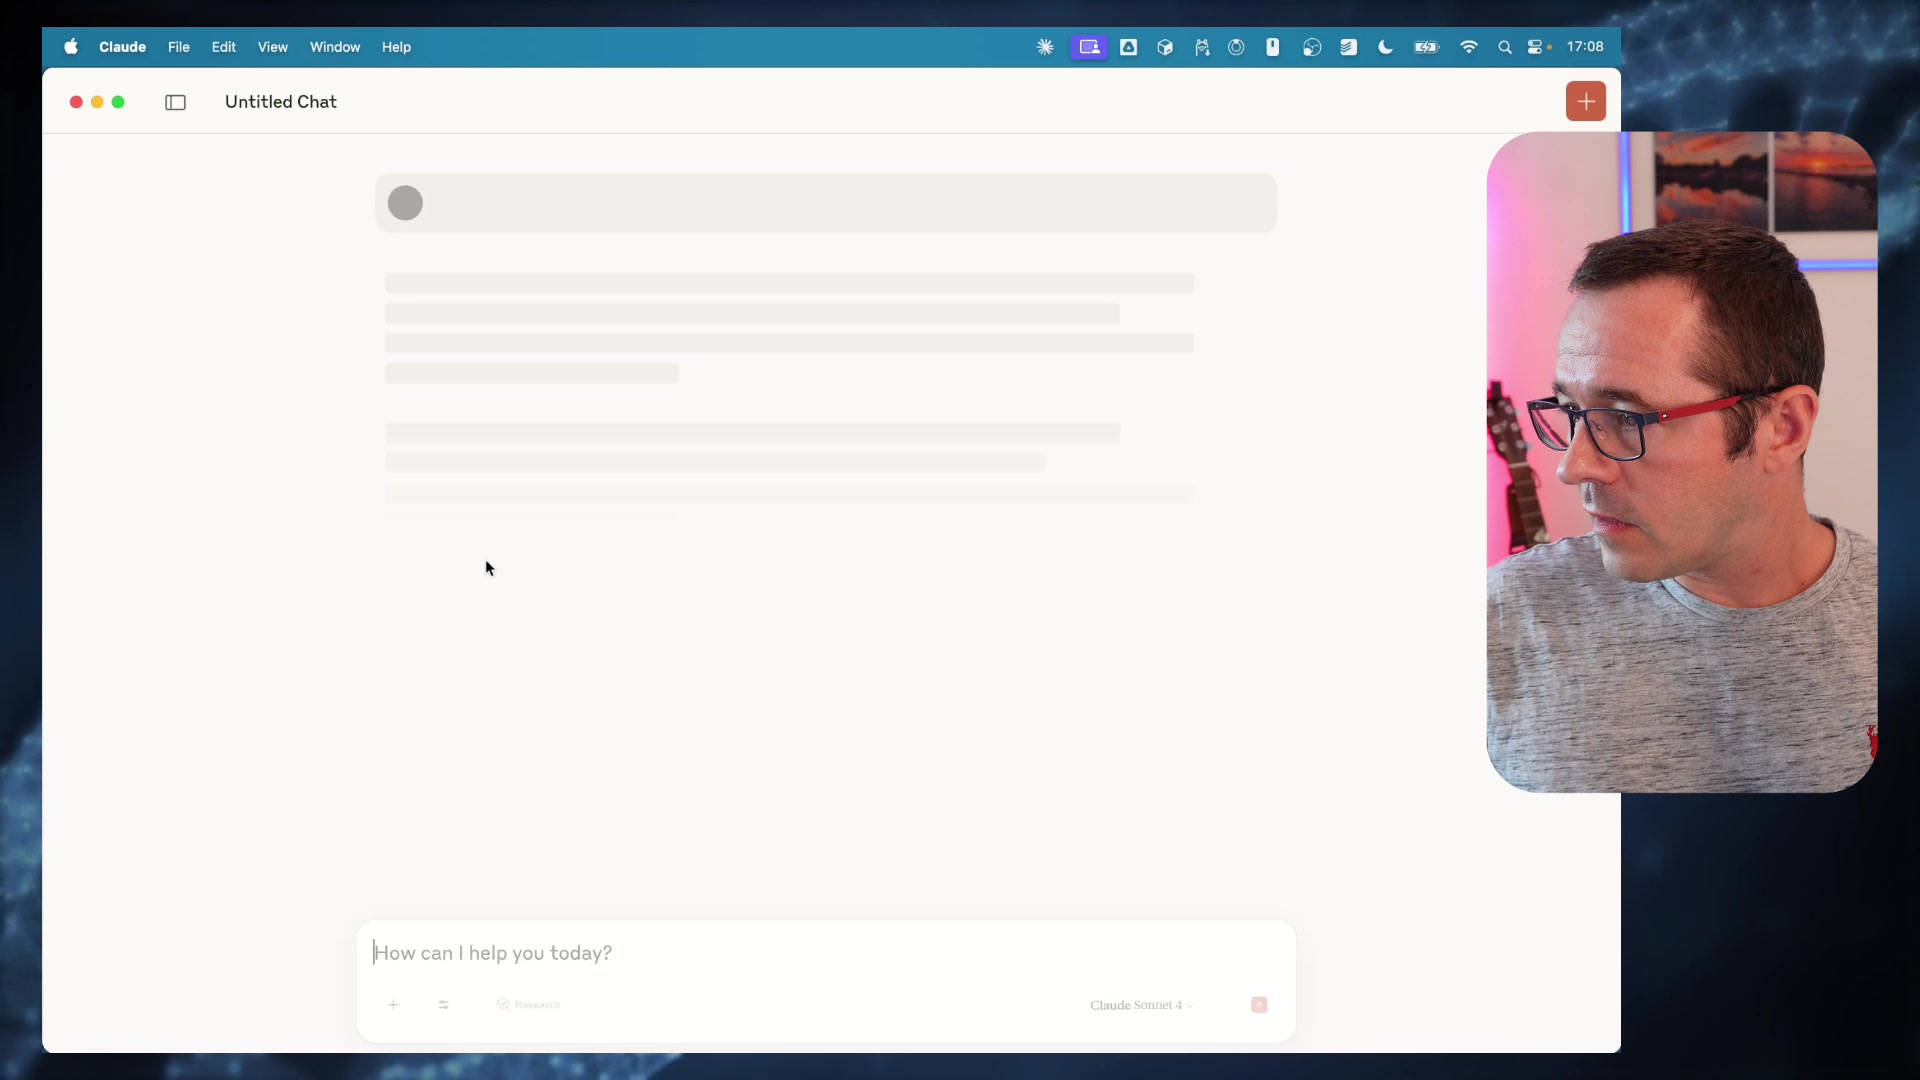 Claude File Edit View Window Help 17:08
Untitled Chat
How can I help you today?
Research Claude Sonnet 4